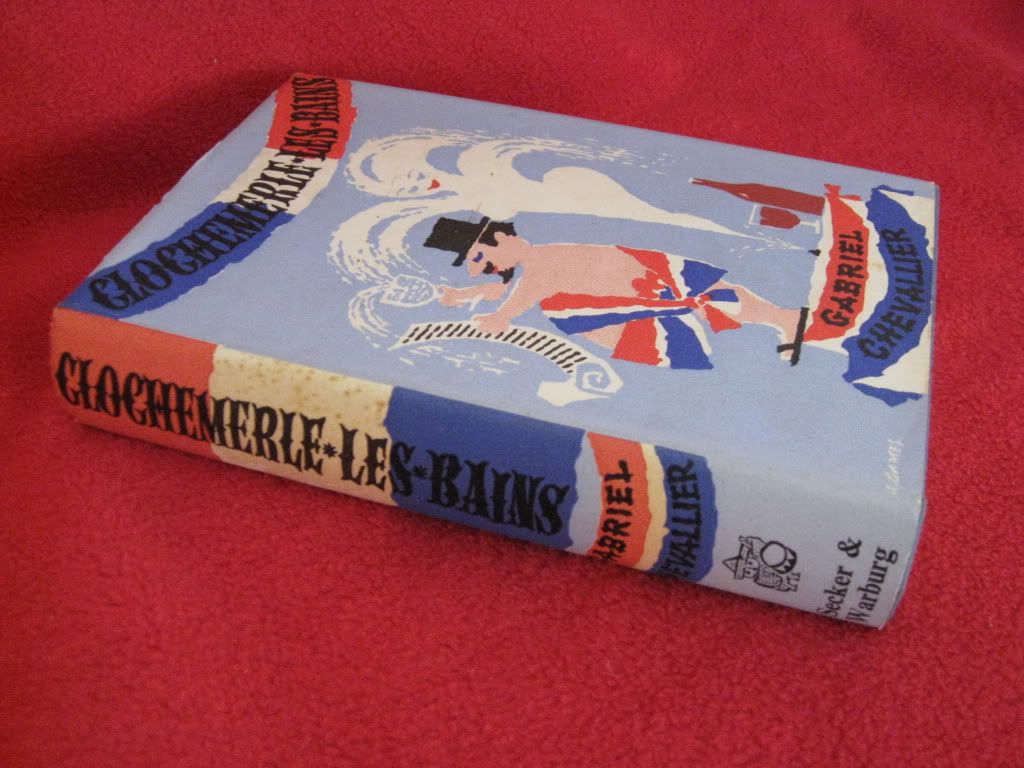 CLOCHEMERLE-LES-BAINS
GABRIEL
CHEVALLIER
CLOCHEMERLE*LES*BAINS
GABRIEL
CHEVALLIER
Secker &
Warburg